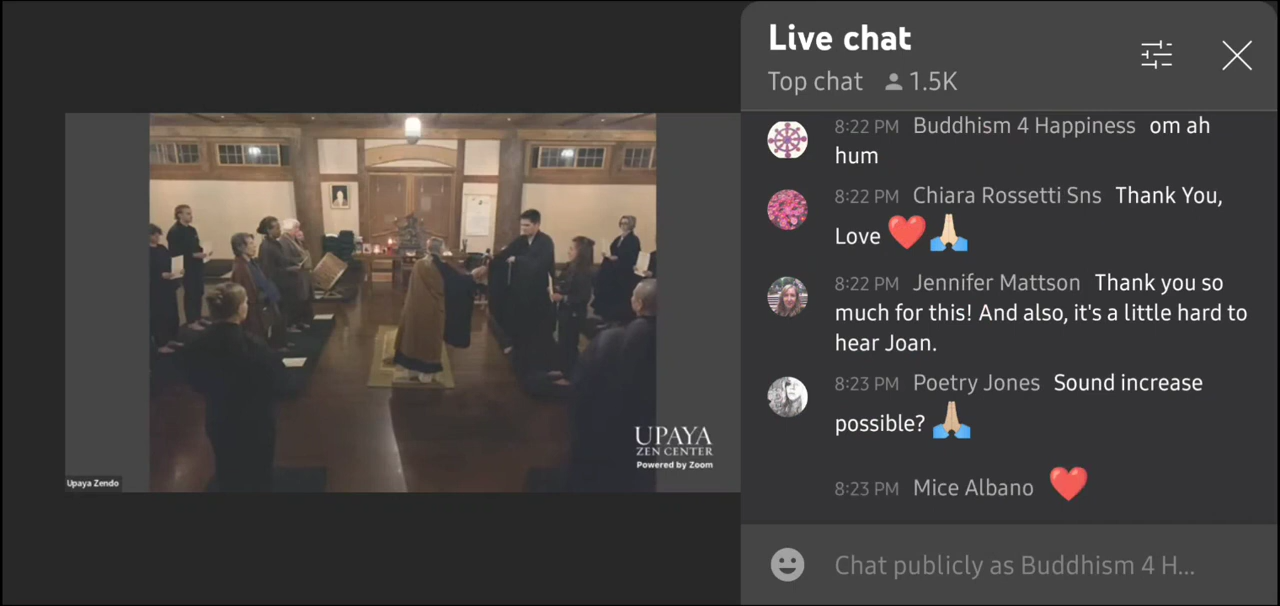 UPAYA
ZEN CENTER
Powered by Zoom
Upaya Zendo
Live chat
Top chat 1.5K
8:22 PM Buddhism 4 Happiness om ah
hum
8:22 PM Chiara Rossetti Sns Thank You,
Love ❤️🙏🏼
8:22 PM Jennifer Mattson Thank you so
much for this! And also, it's a little hard to
hear Joan.
8:23 PM Poetry Jones Sound increase
possible? 🙏🏽
8:23 PM Mice Albano ❤️
Chat publicly as Buddhism 4 H...